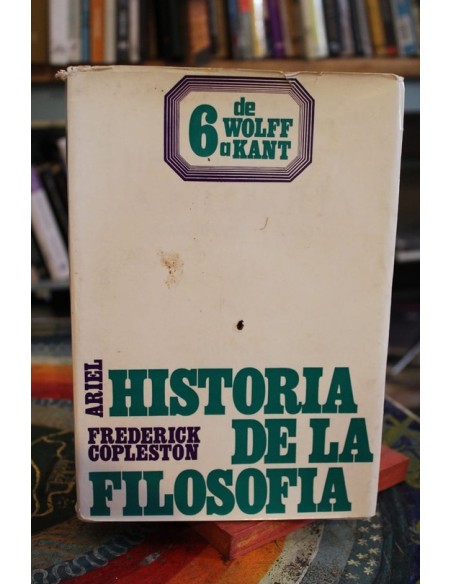 6 de
WOLFF
a KANT
ARIEL
HISTORIA
FREDERICK
COPLESTON
DE LA
FILOSOFIA